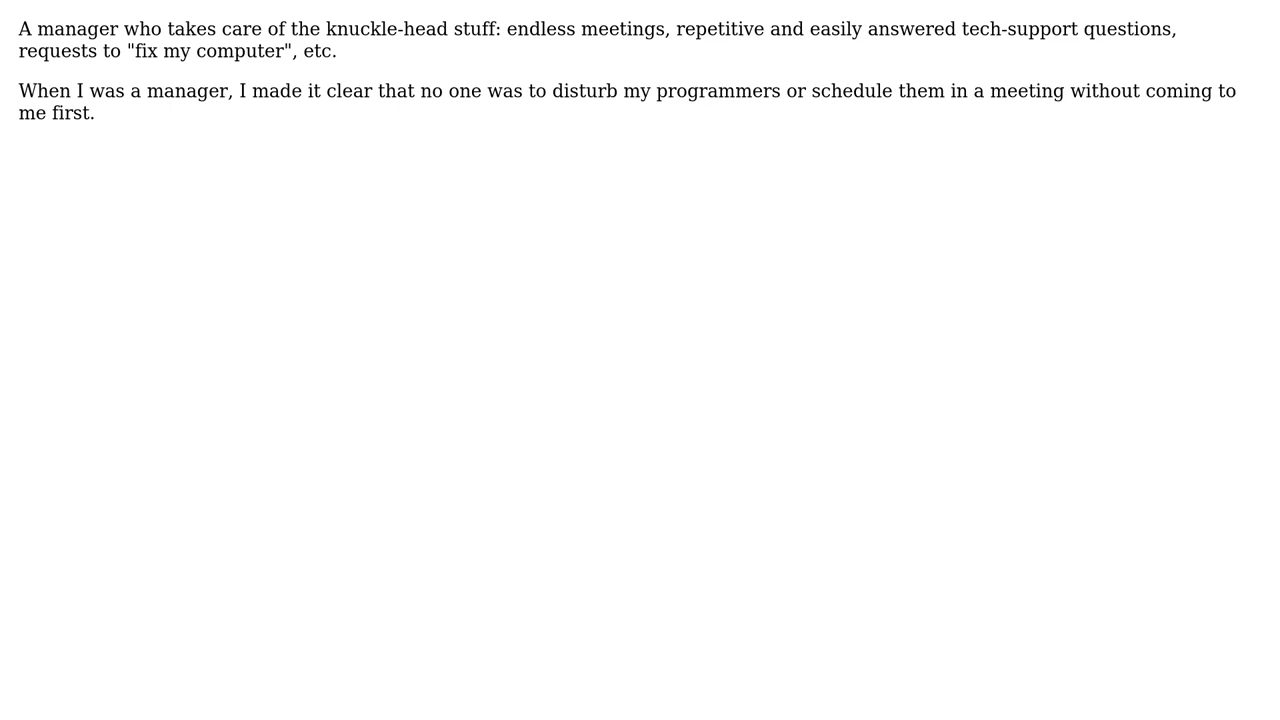 A manager who takes care of the knuckle-head stuff: endless meetings, repetitive and easily answered tech-support questions,
requests to "fix my computer", etc.
When I was a manager, I made it clear that no one was to disturb my programmers or schedule them in a meeting without coming to
me first.